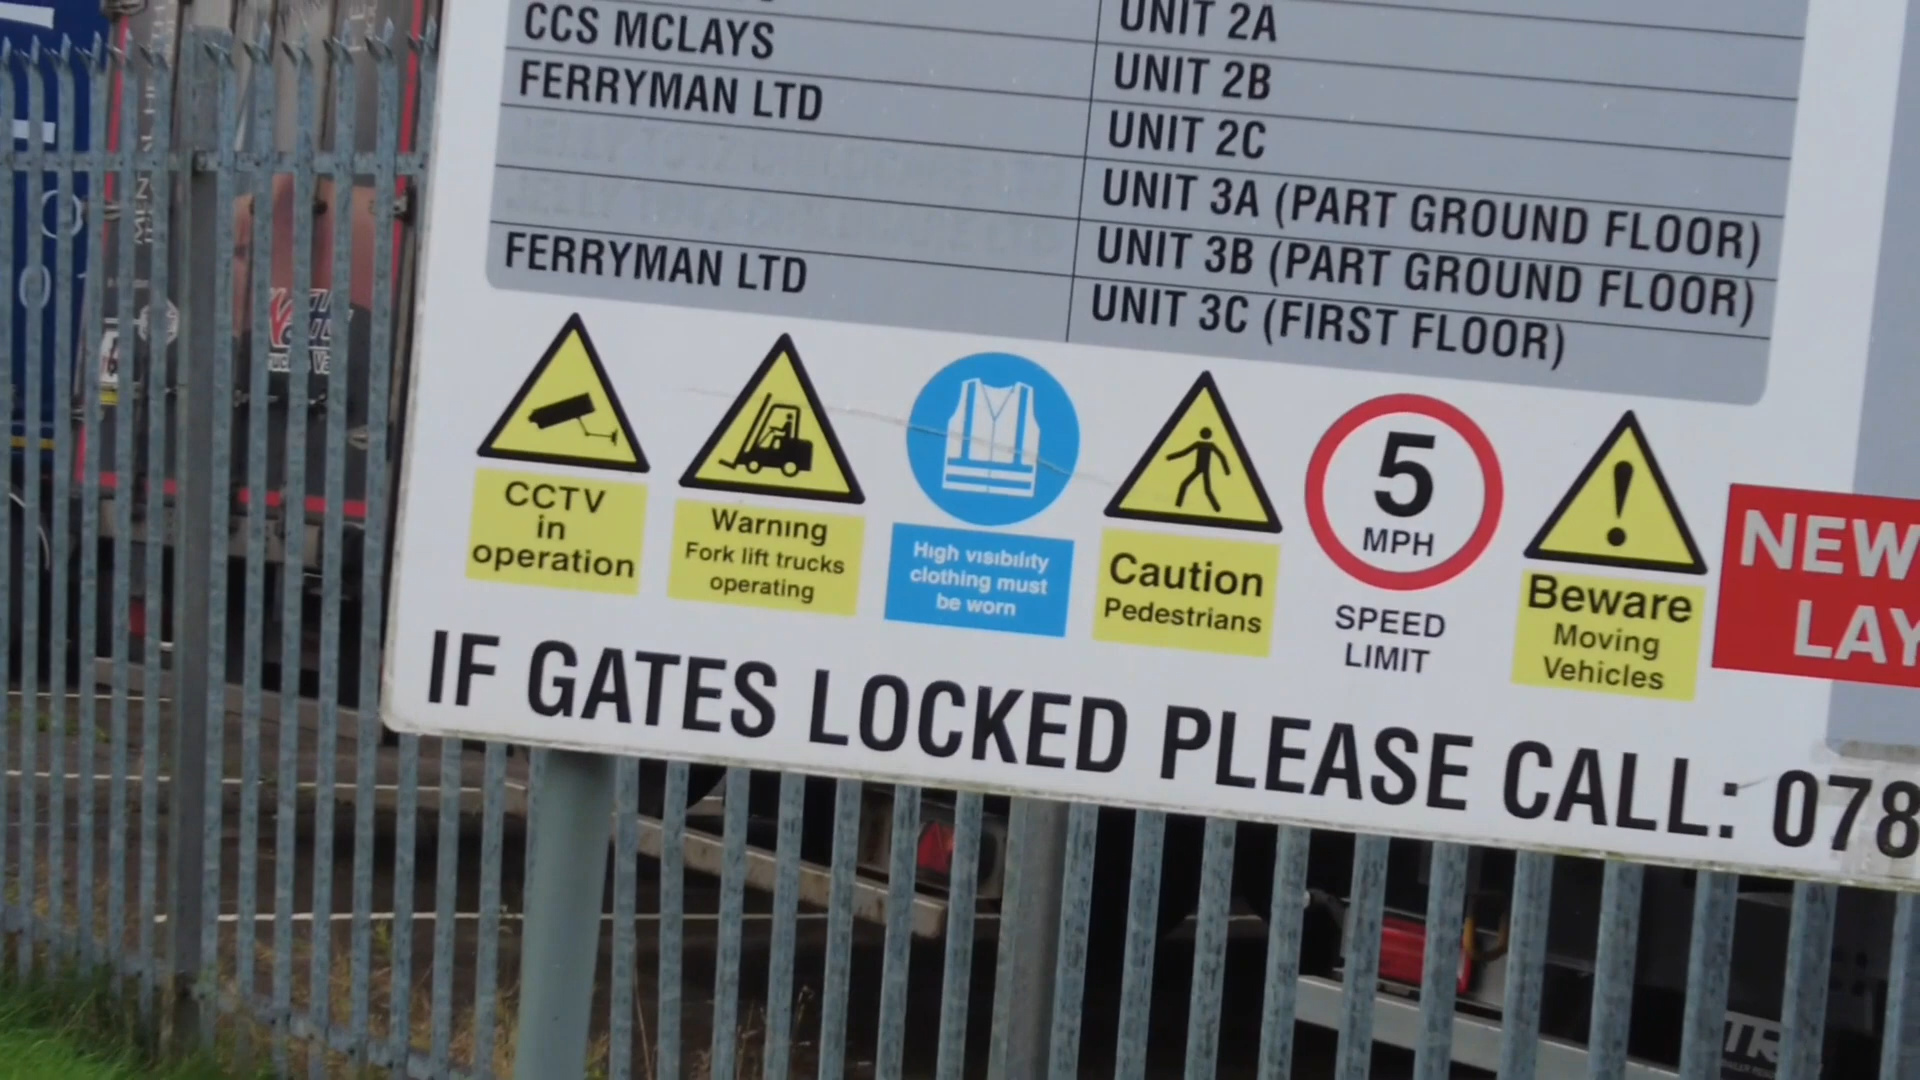 CCS MCLAYS
UNIT 2A
FERRYMAN LTD
UNIT 2B
UNIT 2C
UNIT 3A (PART GROUND FLOOR)
UNIT 3B (PART GROUND FLOOR)
FERRYMAN LTD
UNIT 3C (FIRST FLOOR)
CCTV
in
operation
Warning
Fork lift trucks
operating
High visibility
clothing must
be worn
Caution
Pedestrians
5
MPH
SPEED
LIMIT
Beware
Moving
Vehicles
NEW
LAY
IF GATES LOCKED PLEASE CALL: 078